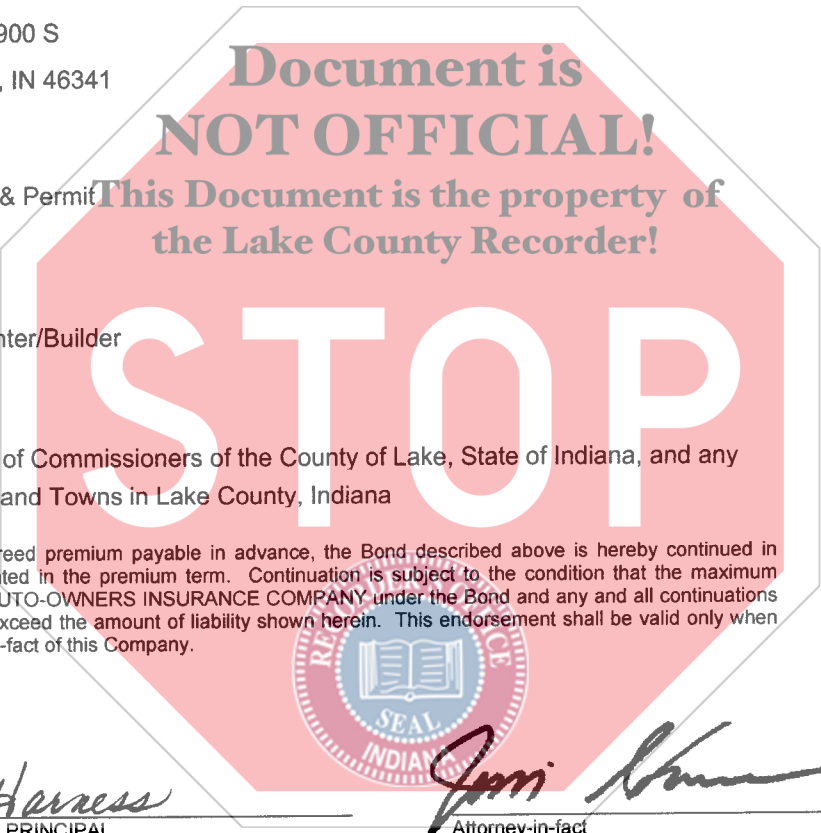 900 S
Document is
, IN 46341
NOT OFFICIAL!
& Permit
This Document is the property of
the Lake County Recorder!
nter/Builder
STOP
of Commissioners of the County of Lake, State of Indiana, and any
and Towns in Lake County, Indiana
reed premium payable in advance, the Bond described above is hereby continued in
ted in the premium term. Continuation is subject to the condition that the maximum
UTO-OWNERS INSURANCE COMPANY under the Bond and any and all continuations
xceed the amount of liability shown herein. This endorsement shall be valid only when
-fact of this Company.
SEAL
INDIANA
Harness
PRINCIPAL
Attorney-in-fact